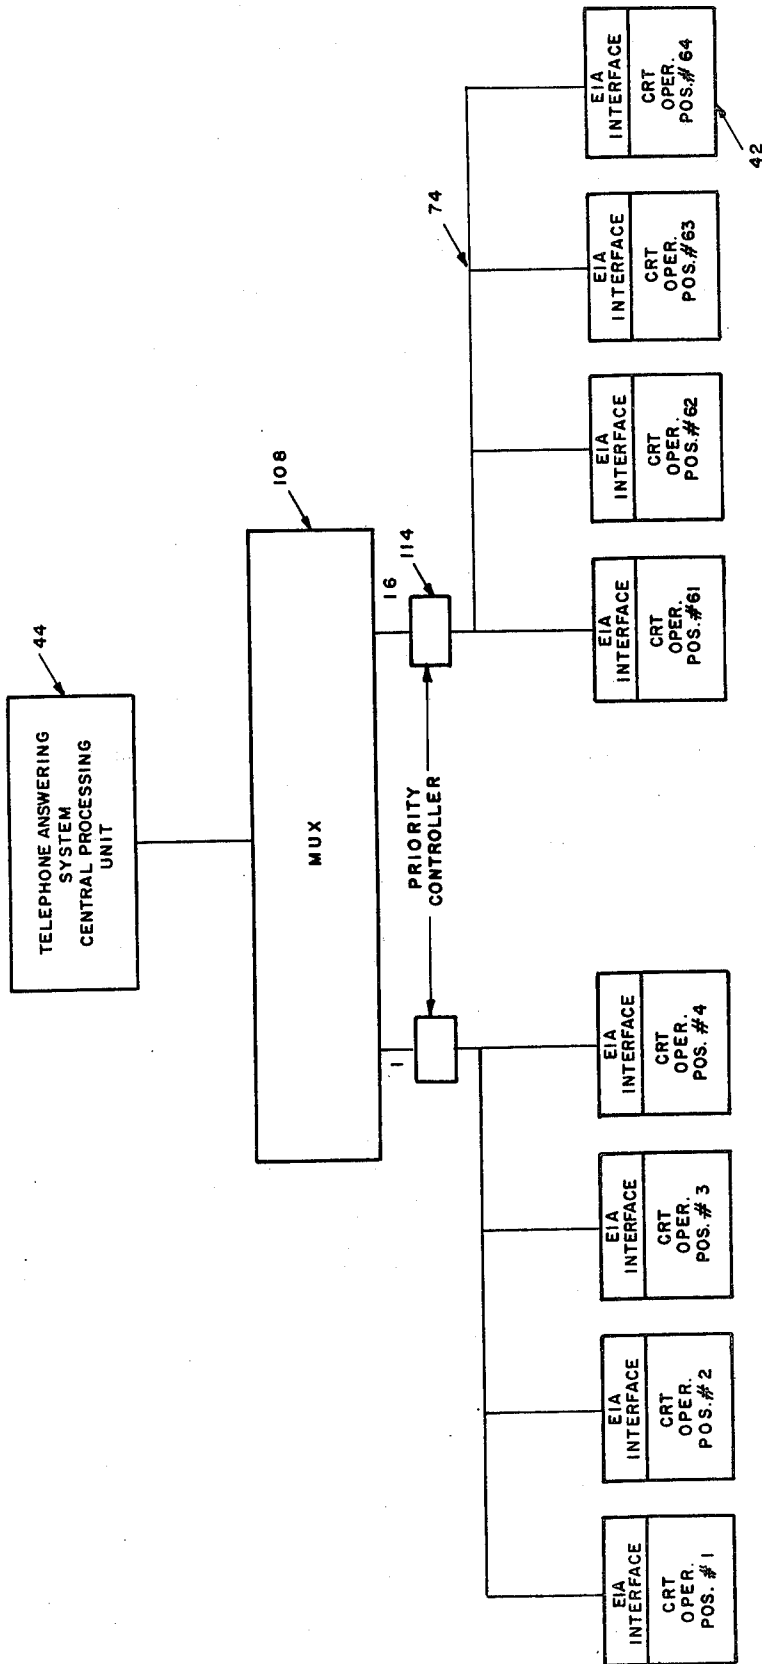 44
TELEPHONE ANSWERING
SYSTEM
CENTRAL PROCESSING
UNIT
108
MUX
1
16
114
PRIORITY
CONTROLLER
74
EIA
INTERFACE
CRT
OPER.
POS. #1
EIA
INTERFACE
CRT
OPER.
POS.#2
EIA
INTERFACE
CRT
OPER.
POS.#3
EIA
INTERFACE
CRT
OPER.
POS.#4
EIA
INTERFACE
CRT
OPER.
POS.#61
EIA
INTERFACE
CRT
OPER.
POS.#62
EIA
INTERFACE
CRT
OPER.
POS.#63
EIA
INTERFACE
CRT
OPER.
POS.#64
42